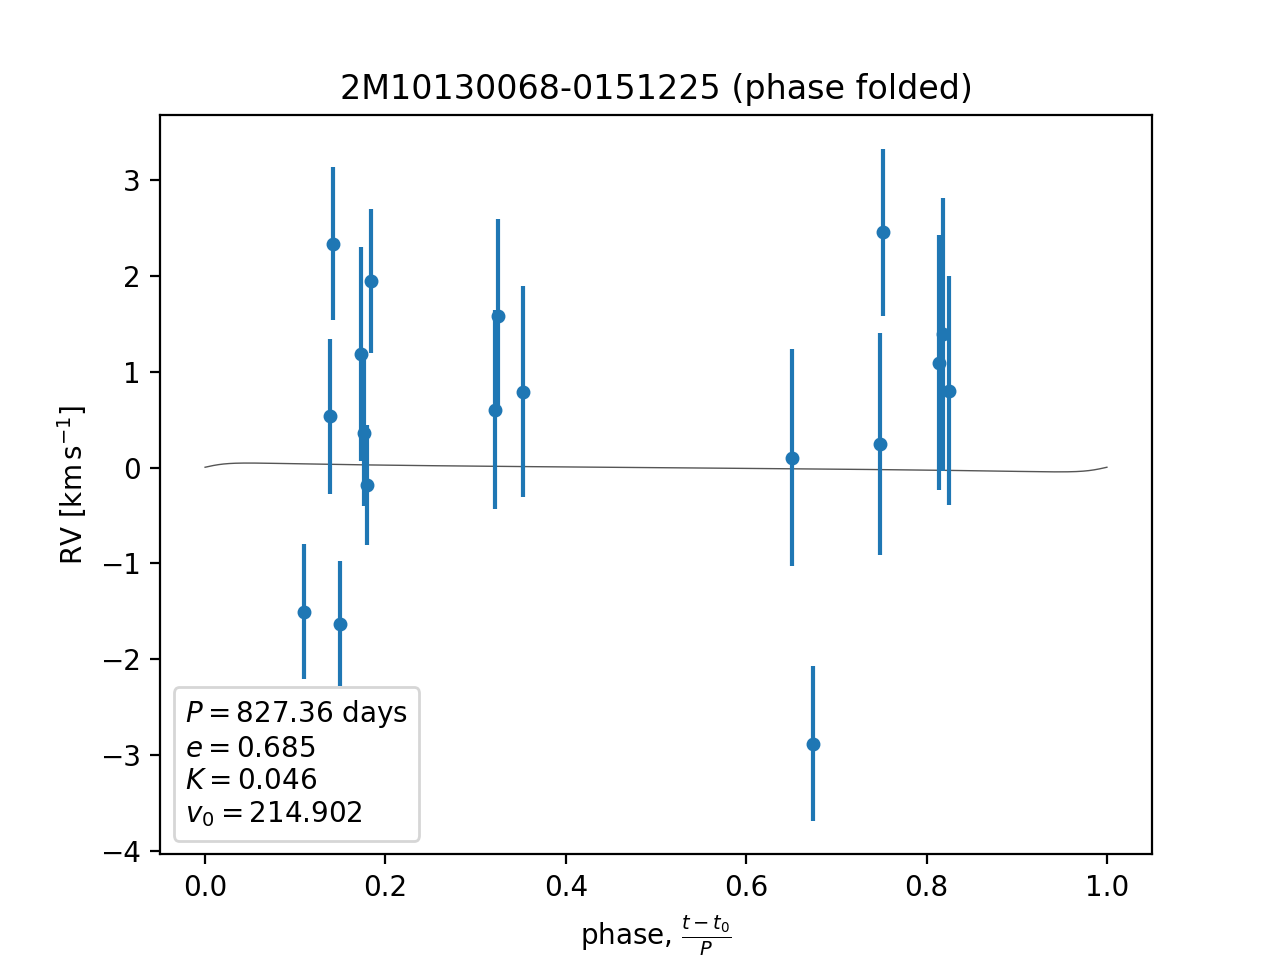 2M10130068-0151225 (phase folded)
RV [km s⁻¹]
3
2
1
0
−1
−2
−3
−4
P = 827.36 days
e = 0.685
K = 0.046
v₀ = 214.902
0.0 0.2 0.4 0.6 0.8 1.0
phase, (t − t₀)/P